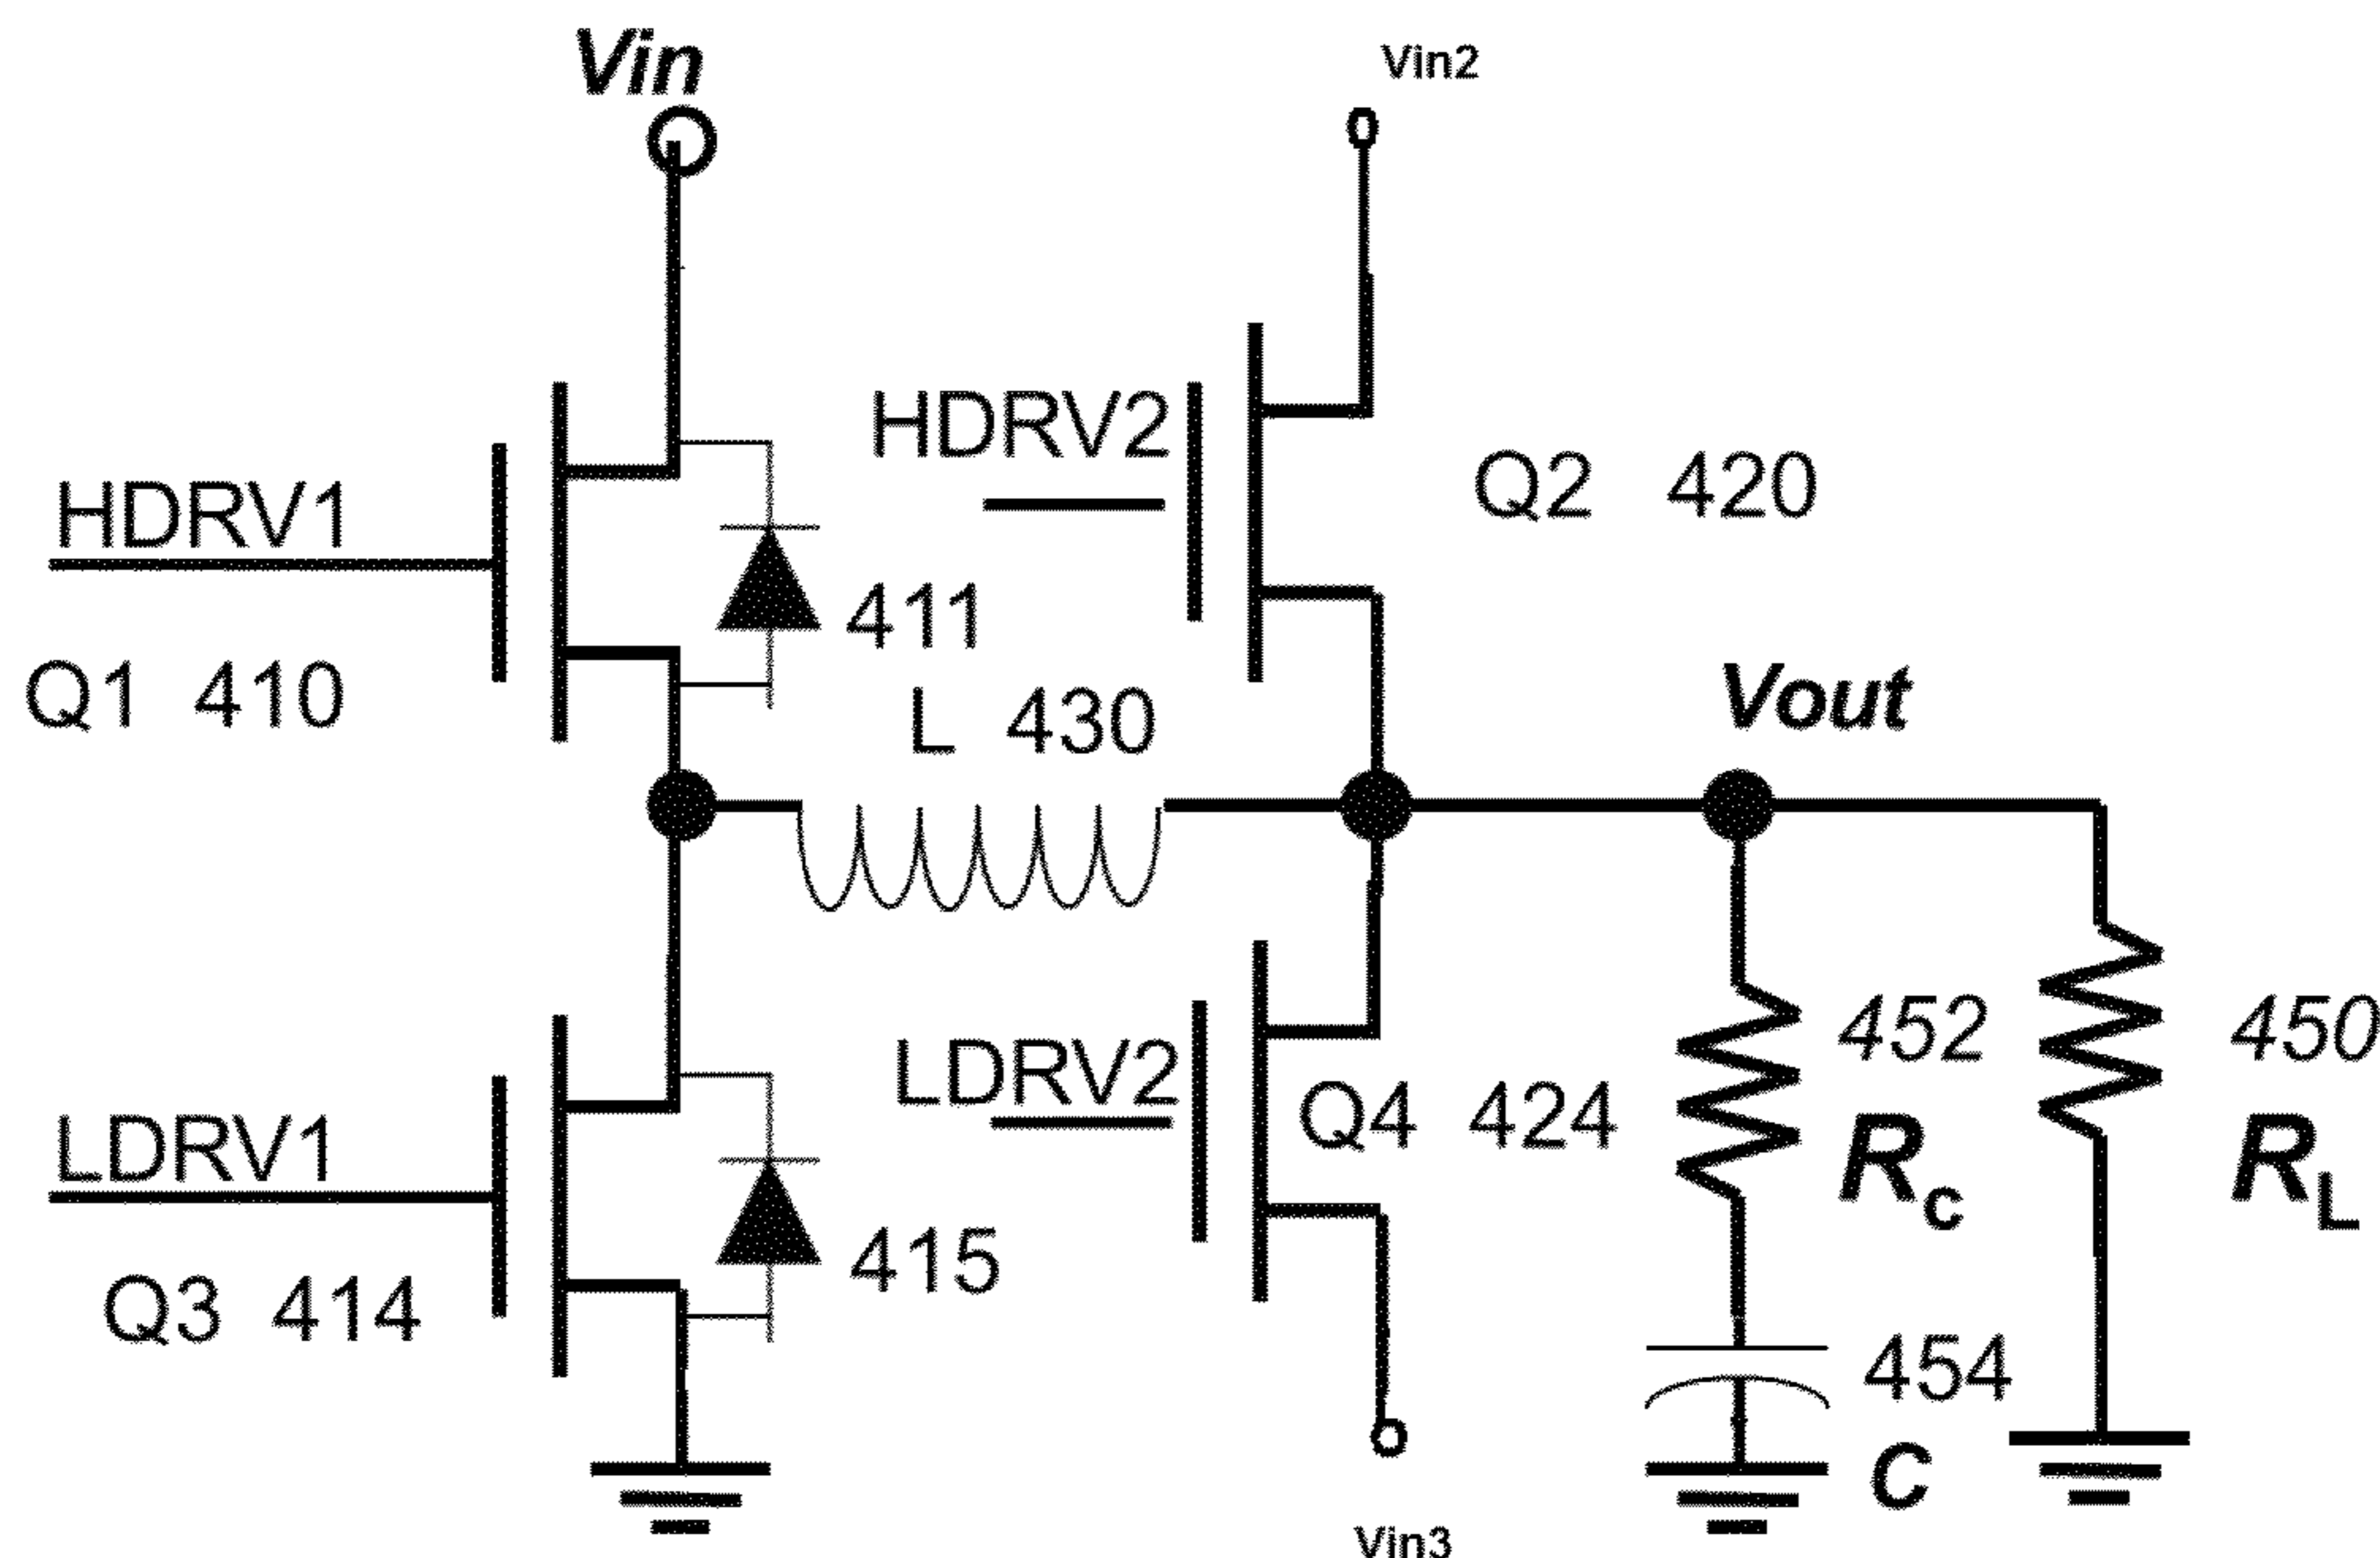 Vin
Vin2
HDRV2
HDRV1
Q2 420
411
Q1 410
L 430
Vout
452
450
LDRV2
Q4 424
LDRV1
Rc
RL
415
Q3 414
454
C
Vin3